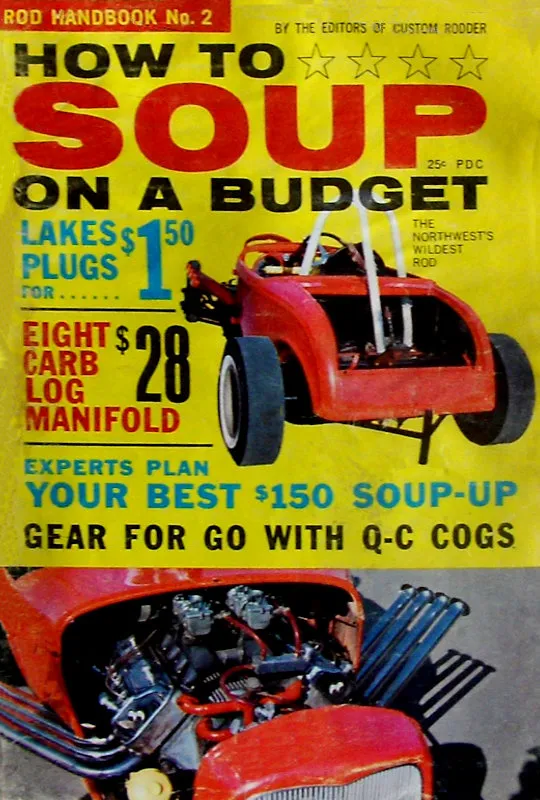 ROD HANDBOOK No. 2
BY THE EDITORS OF CUSTOM RODDER
HOW TO
SOUP
25¢ PDC
ON A BUDGET
LAKES $1.50
PLUGS
FOR......
THE
NORTHWEST'S
WILDEST
ROD
EIGHT $28
CARB
LOG
MANIFOLD
EXPERTS PLAN
YOUR BEST $150 SOUP-UP
GEAR FOR GO WITH Q-C COGS